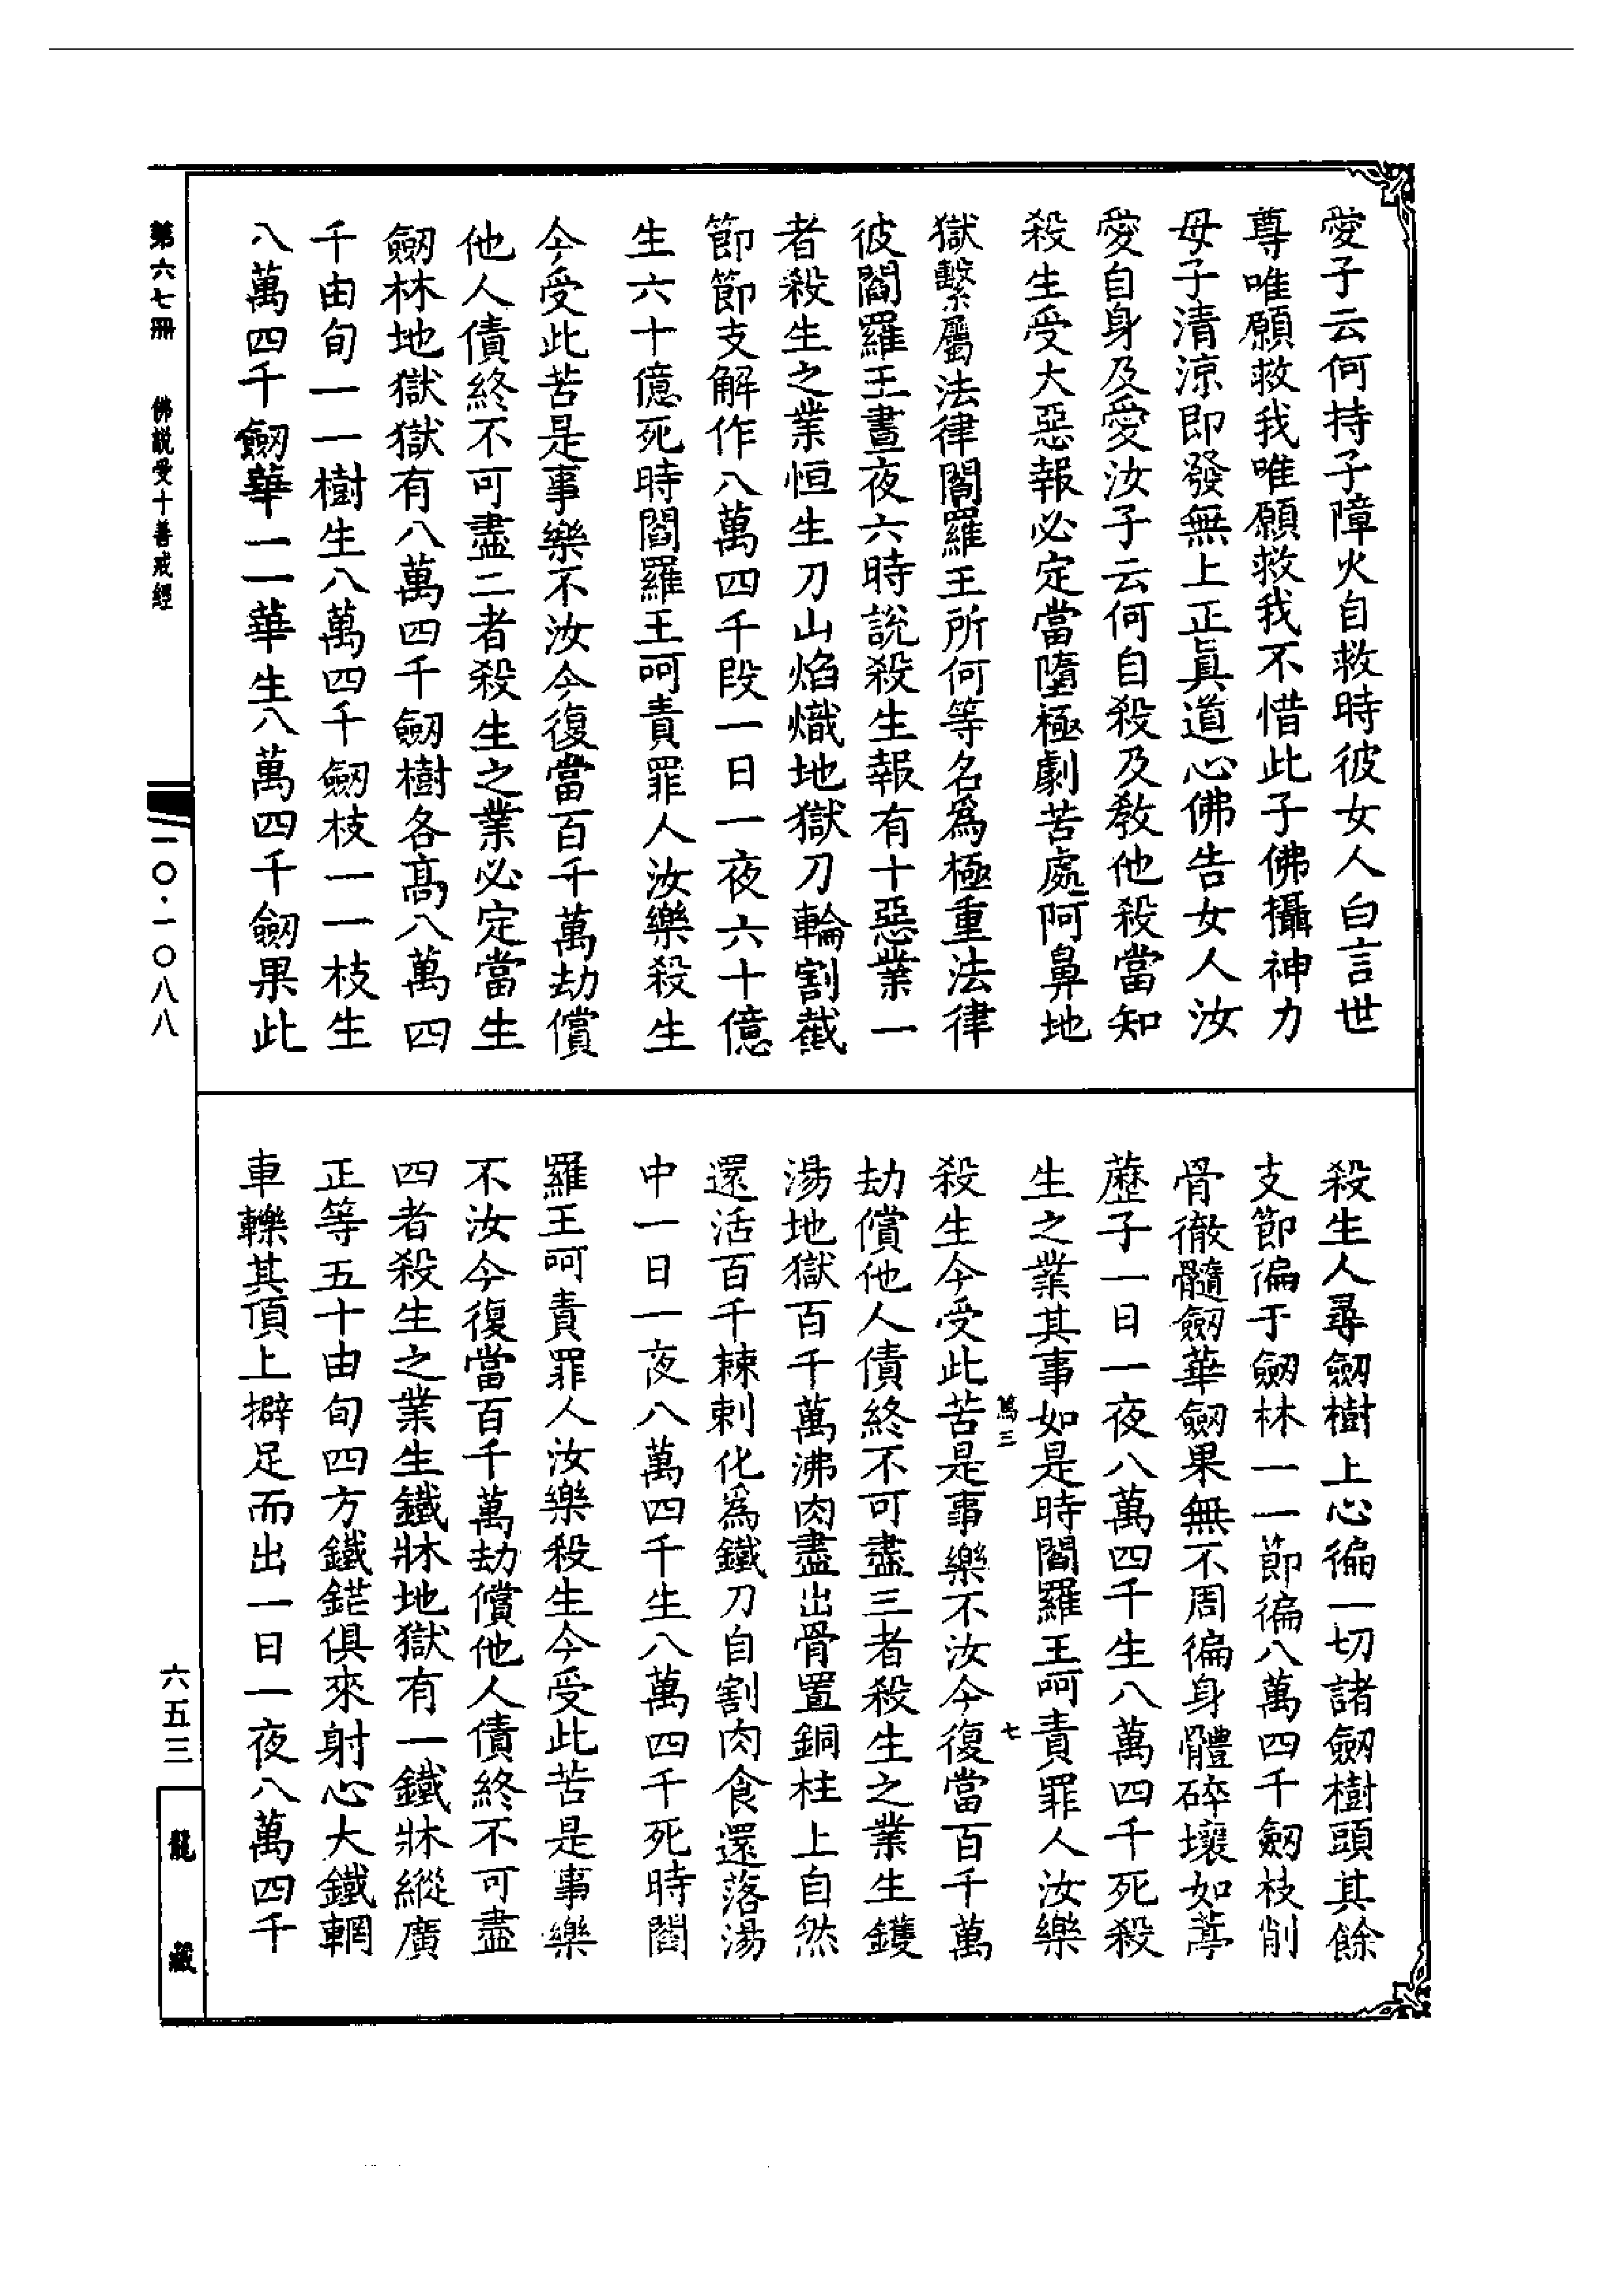 愛子云何持子障火自救時彼女人白言世
尊唯願救我唯願救我不惜此子佛攝神力
母子清涼即發無上正真道心佛告女人汝
愛自身及愛汝子云何自殺及教他殺當知
殺生受大惡報必定當墮極劇苦處阿鼻地
獄繫屬法律閻羅王所何等名為極重法律
彼閻羅王晝夜六時說殺生報有十惡業一
者殺生之業恒生刀山焰熾地獄刀輪割截
節節支解作八萬四千段一日一夜六十億
生六十億死時閻羅王呵責罪人汝樂殺生
今受此苦是事樂不汝今復當百千萬劫償
他人債終不可盡二者殺生之業必定當生
劒林地獄獄有八萬四千劒樹各高八萬四
千由旬一一樹生八萬四千劒枝一一枝生
八萬四千劒華一一華生八萬四千劒果此
殺生人尋劒樹上心徧一切諸劒樹頭其餘
支節徧于劒林一一節徧八萬四千劒枝削
骨徹髓劒華劒果無不周徧身體碎壞如葶
藶子一日一夜八萬四千生八萬四千死殺
生之業其事如是時閻羅王呵責罪人汝樂
萬三 七
殺生今受此苦是事樂不汝今復當百千萬
劫償他人債終不可盡三者殺生之業生鑊
湯地獄百千萬沸肉盡出骨置銅柱上自然
還活百千棘刺化為鐵刀自割肉食還落湯
中一日一夜八萬四千生八萬四千死時閻
羅王呵責罪人汝樂殺生今受此苦是事樂
不汝今復當百千萬劫償他人債終不可盡
四者殺生之業生鐵牀地獄有一鐵牀縱廣
正等五十由旬四方鐵鋩俱來射心大鐵輞
車轢其頂上擗足而出一日一夜八萬四千
第六七冊 佛說受十善戒經 一〇·一〇八八 六五三 龍藏